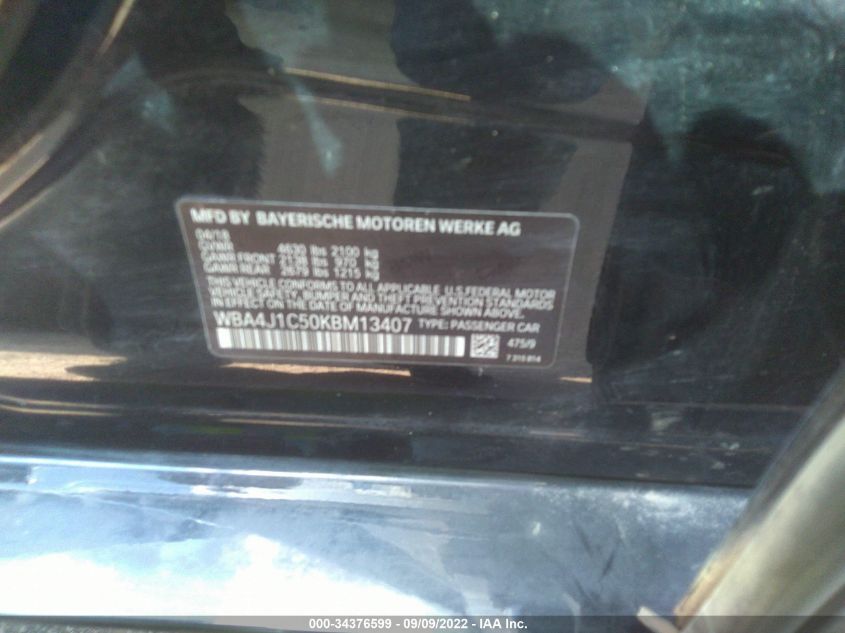 MFD BY BAYERISCHE MOTOREN WERKE AG
04/18
GVWR 4630 lbs 2100 kg
GAWR FRONT 2138 lbs 970 kg
GAWR REAR 2679 lbs 1215 kg
THIS VEHICLE CONFORMS TO ALL APPLICABLE U.S. FEDERAL MOTOR
VEHICLE SAFETY, BUMPER AND THEFT PREVENTION STANDARDS IN
EFFECT ON THE DATE OF MANUFACTURE SHOWN ABOVE.
WBA4J1C50KBM13407 TYPE: PASSENGER CAR
475/9
000-34376599 - 09/09/2022 - IAA Inc.